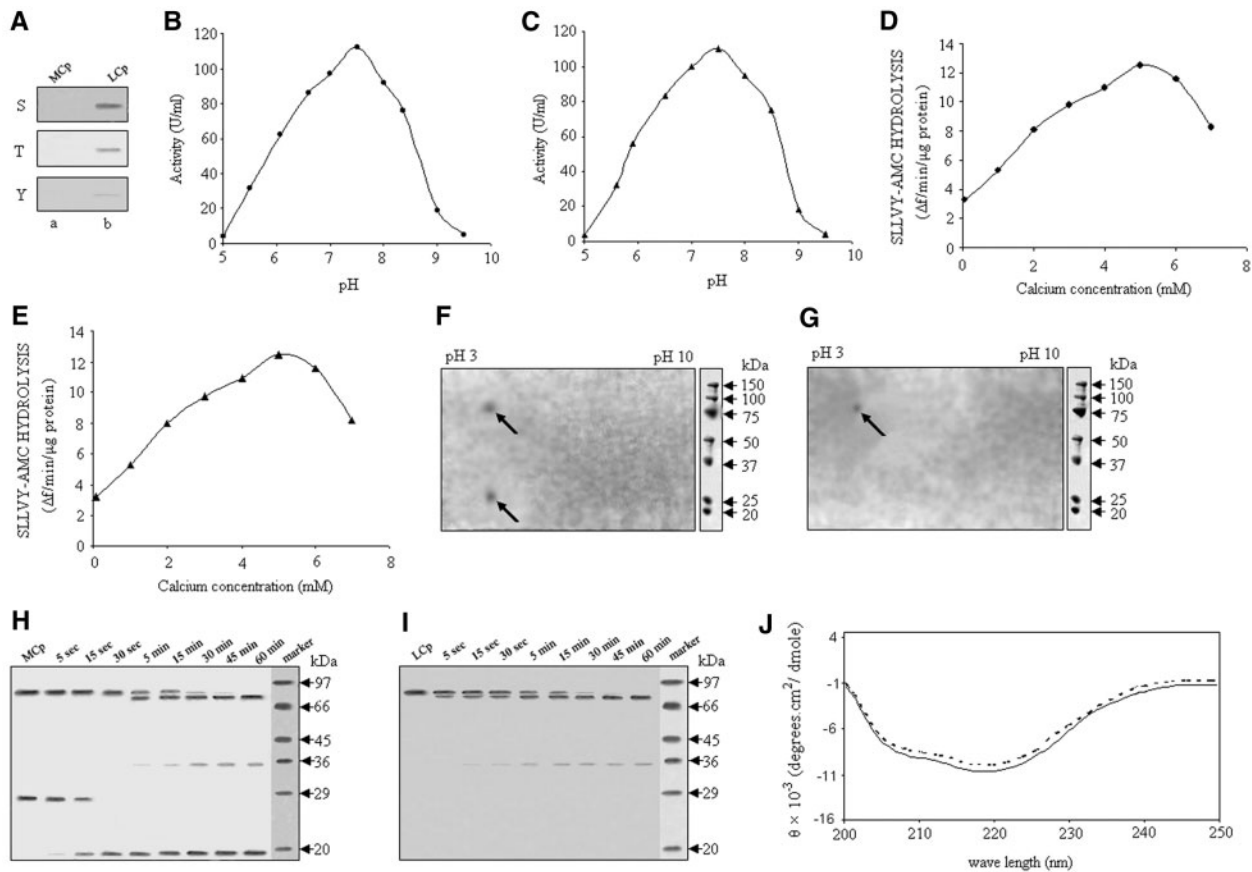 A
MCp LCp
S
T
Y
a b
B
Activity (U/ml)
120
100
80
60
40
20
0
5 6 7 8 9 10
pH
C
Activity (U/ml)
120
100
80
60
40
20
0
5 6 7 8 9 10
pH
D
SLLVY-AMC HYDROLYSIS
(Δf/min/µg protein)
14
12
10
8
6
4
2
0
0 2 4 6 8
Calcium concentration (mM)
E
SLLVY-AMC HYDROLYSIS
(Δf/min/µg protein)
14
12
10
8
6
4
2
0
0 2 4 6 8
Calcium concentration (mM)
F
pH 3 pH 10
kDa
150
100
75
50
37
25
20
G
pH 3 pH 10
kDa
150
100
75
50
37
25
20
H
MCp 5 sec 15 sec 30 sec 5 min 15 min 30 min 45 min 60 min marker
kDa
97
66
45
36
29
20
I
LCp 5 sec 15 sec 30 sec 5 min 15 min 30 min 45 min 60 min marker
kDa
97
66
45
36
29
20
J
θ × 10⁻³ (degrees.cm²/ dmole)
4
-1
-6
-11
-16
200 210 220 230 240 250
wave length (nm)